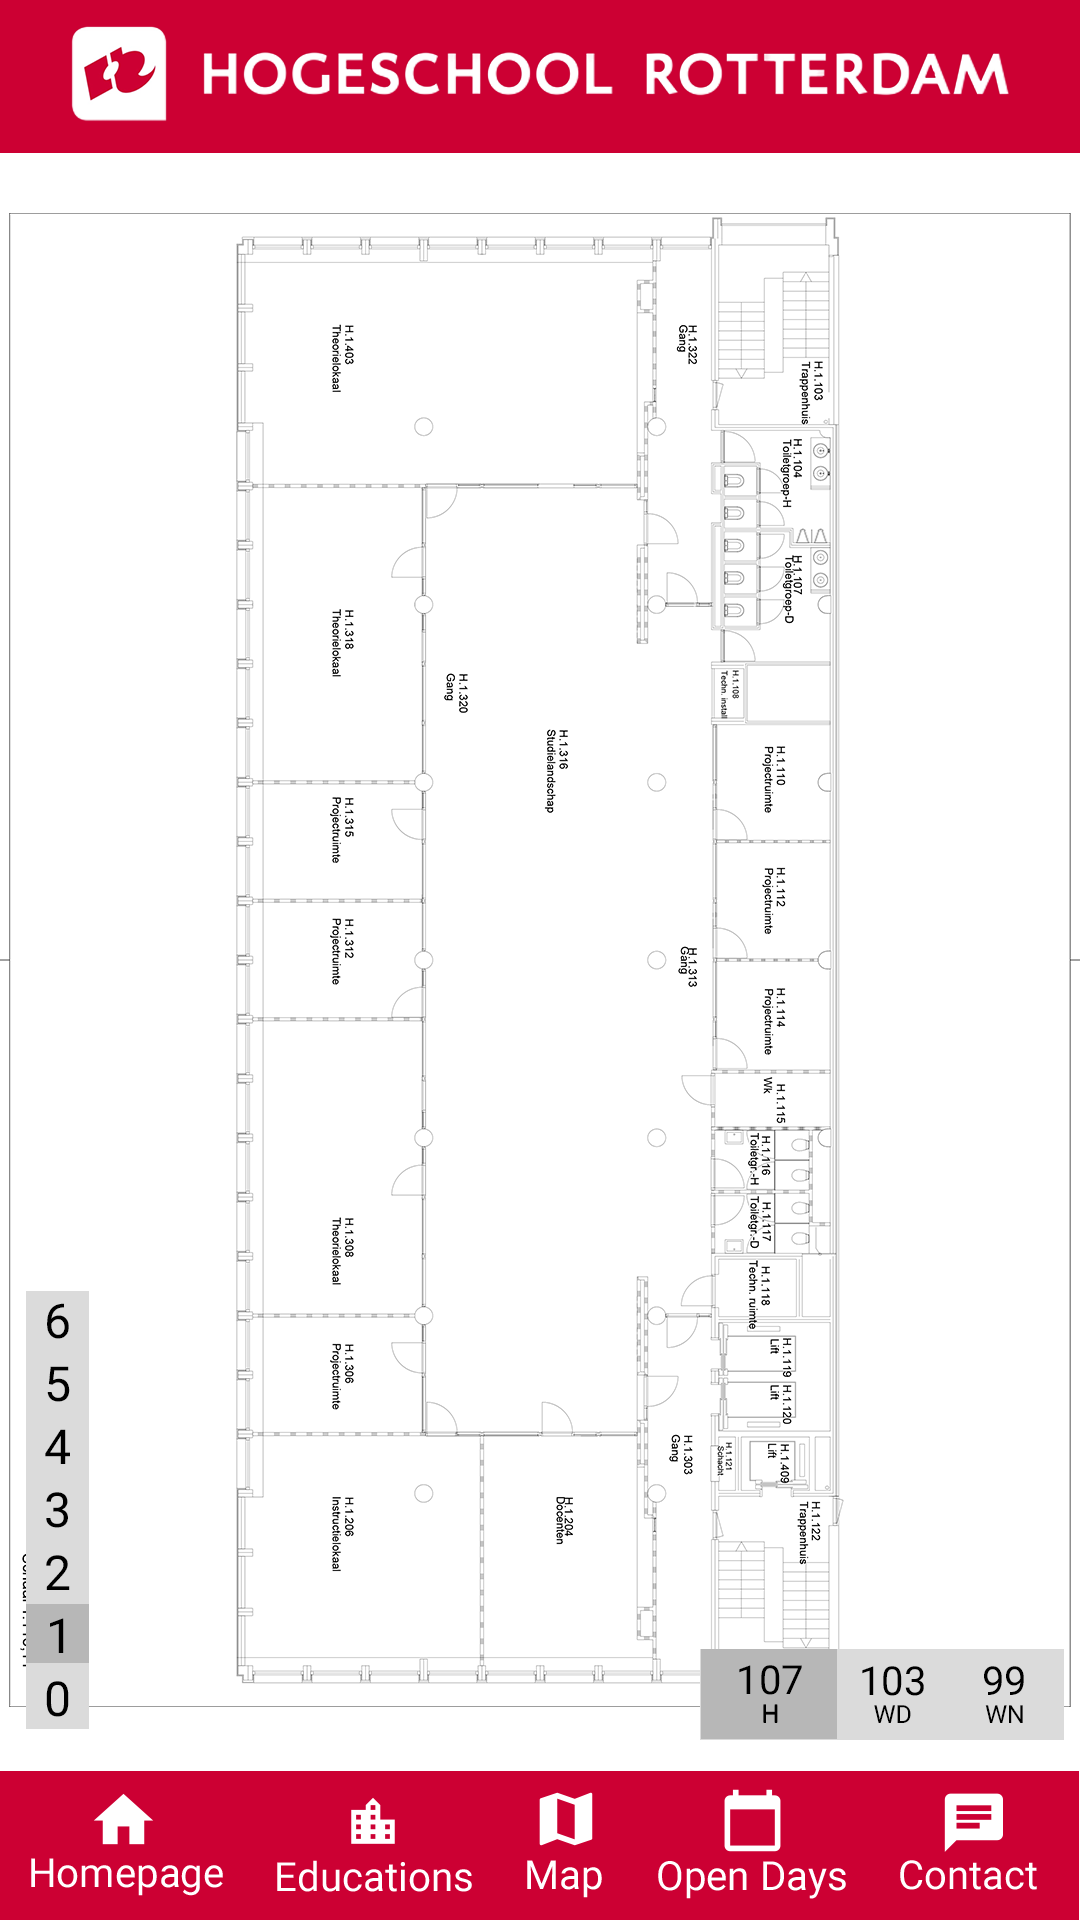 HOGESCHOOL ROTTERDAM
H.1.403
Theorielokaal
H.1.322
Gang
H.1.103
Trappenhuis
H.1.104
Toiletgroep-H
H.1.107
Toiletgroep-D
H.1.318
Theorielokaal
H.1.320
Gang
H.1.108
Techn. install
H.1.316
Studielandschap
H.1.110
Projectruimte
H.1.315
Projectruimte
H.1.112
Projectruimte
H.1.312
Projectruimte
H.1.313
Gang
H.1.114
Projectruimte
H.1.115
Wk
H.1.116
Toiletgr.-H
H.1.117
Toiletgr.-D
H.1.308
Theorielokaal
H.1.118
Techn. ruimte
H.1.119
Lift
H.1.306
Projectruimte
H.1.120
Lift
H.1.303
Gang
H.1.121
Schacht
H.1.409
Lift
H.1.206
Instructielokaal
H.1.204
Docenten
H.1.122
Trappenhuis
6
5
4
3
2
1
0
107 103 99
H WD WN
Homepage Educations Map Open Days Contact